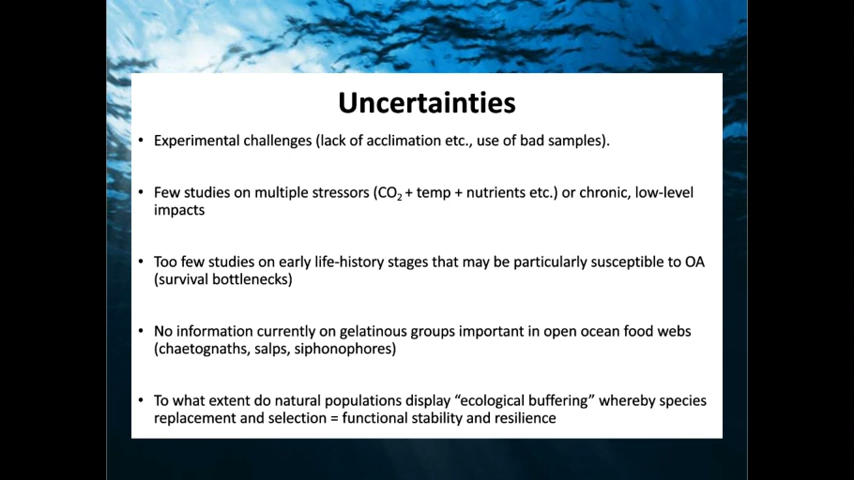 Uncertainties
• Experimental challenges (lack of acclimation etc., use of bad samples).
• Few studies on multiple stressors (CO₂ + temp + nutrients etc.) or chronic, low-level
impacts
• Too few studies on early life-history stages that may be particularly susceptible to OA
(survival bottlenecks)
• No information currently on gelatinous groups important in open ocean food webs
(chaetognaths, salps, siphonophores)
• To what extent do natural populations display “ecological buffering” whereby species
replacement and selection = functional stability and resilience